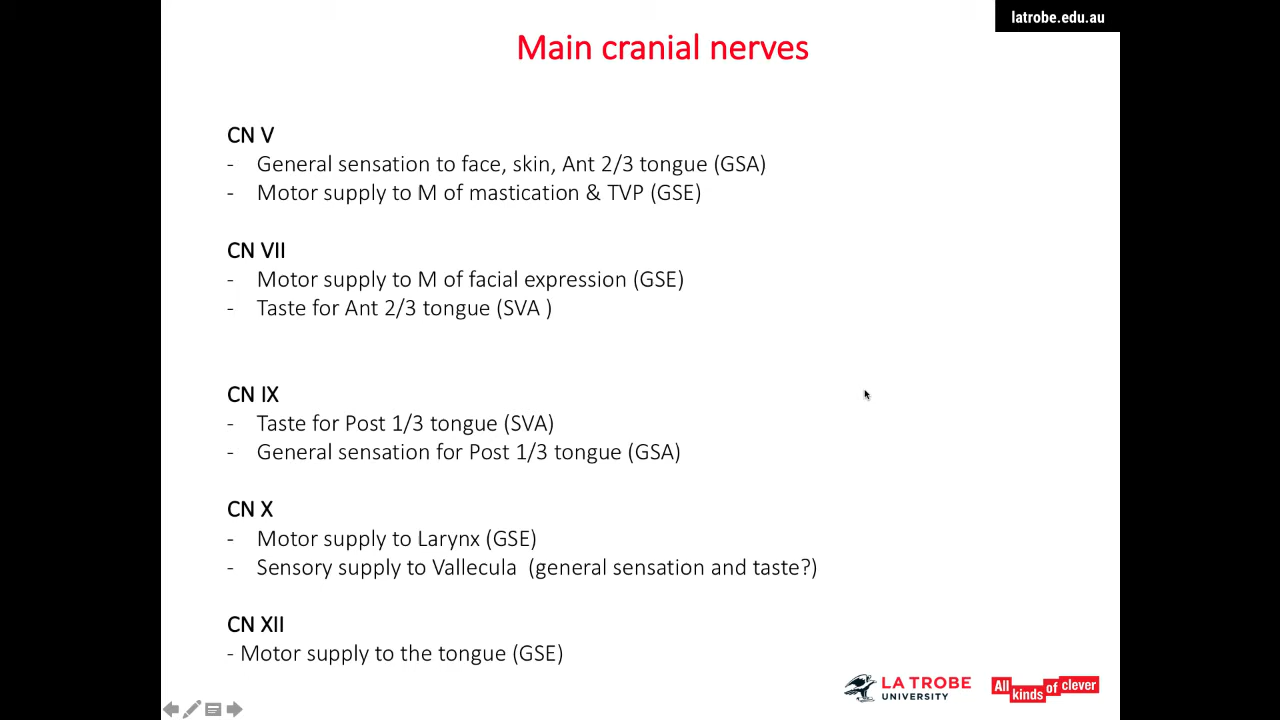 latrobe.edu.au
Main cranial nerves
CN V
- General sensation to face, skin, Ant 2/3 tongue (GSA)
- Motor supply to M of mastication & TVP (GSE)
CN VII
- Motor supply to M of facial expression (GSE)
- Taste for Ant 2/3 tongue (SVA )
CN IX
- Taste for Post 1/3 tongue (SVA)
- General sensation for Post 1/3 tongue (GSA)
CN X
- Motor supply to Larynx (GSE)
- Sensory supply to Vallecula (general sensation and taste?)
CN XII
- Motor supply to the tongue (GSE)
LA TROBE
UNIVERSITY
All kinds of clever